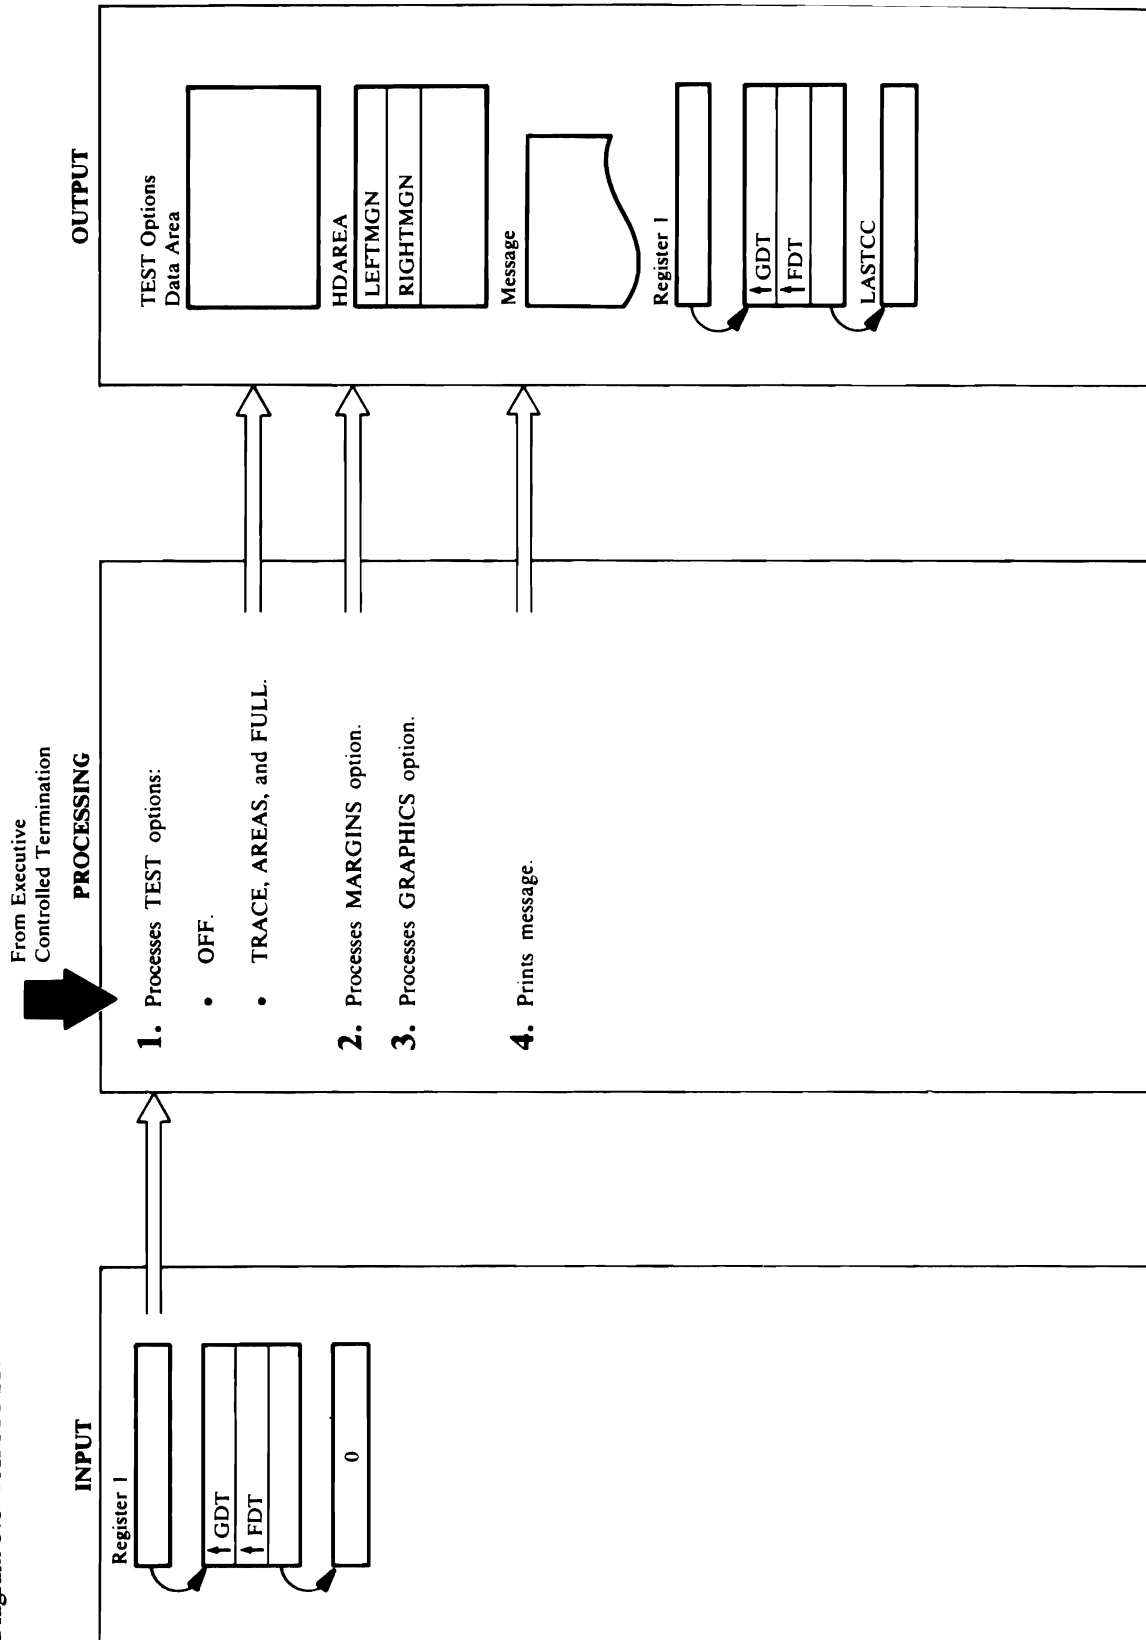 INPUT
Register 1
↑ GDT
↑ FDT
0
From Executive
Controlled Termination
PROCESSING
1. Processes TEST options:
• OFF.
• TRACE, AREAS, and FULL.
2. Processes MARGINS option.
3. Processes GRAPHICS option.
4. Prints message.
OUTPUT
TEST Options
Data Area
HDAREA
LEFTMGN
RIGHTMGN
Message
Register 1
↑ GDT
↑ FDT
LASTCC